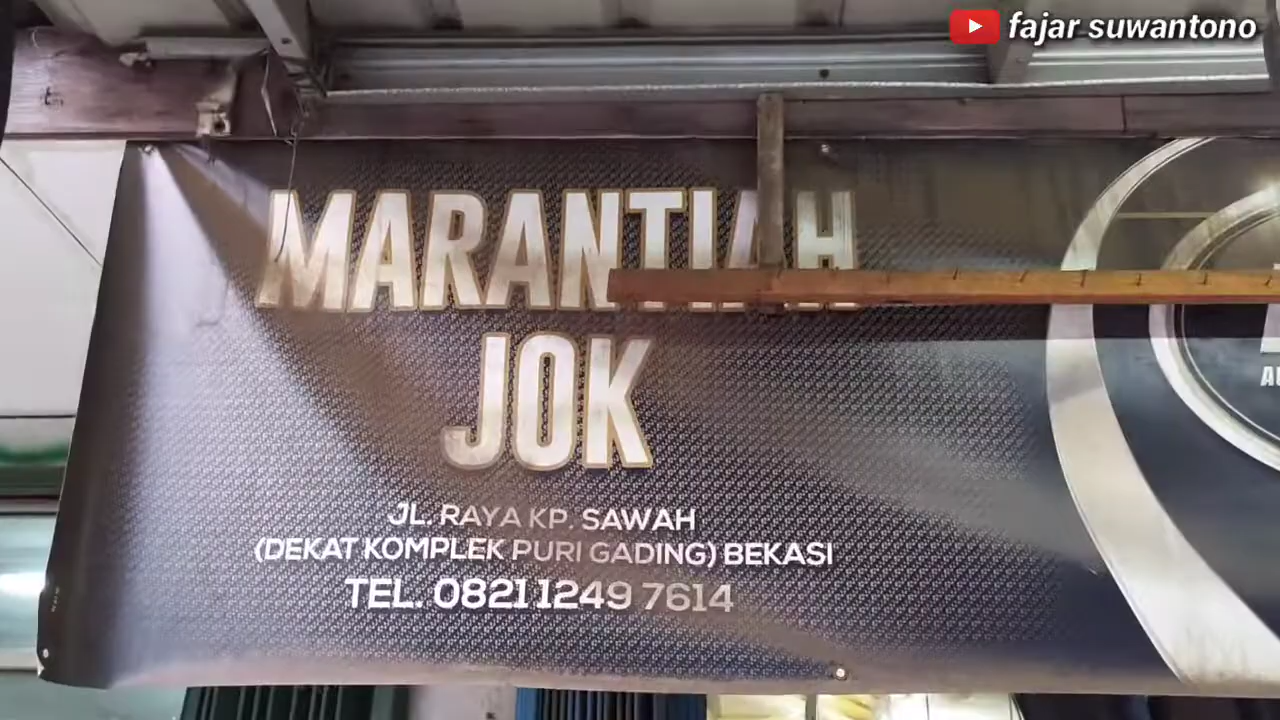 fajar suwantono
MARANTIAH
JOK
JL. RAYA KP. SAWAH
(DEKAT KOMPLEK PURI GADING) BEKASI
TEL. 0821 1249 7614